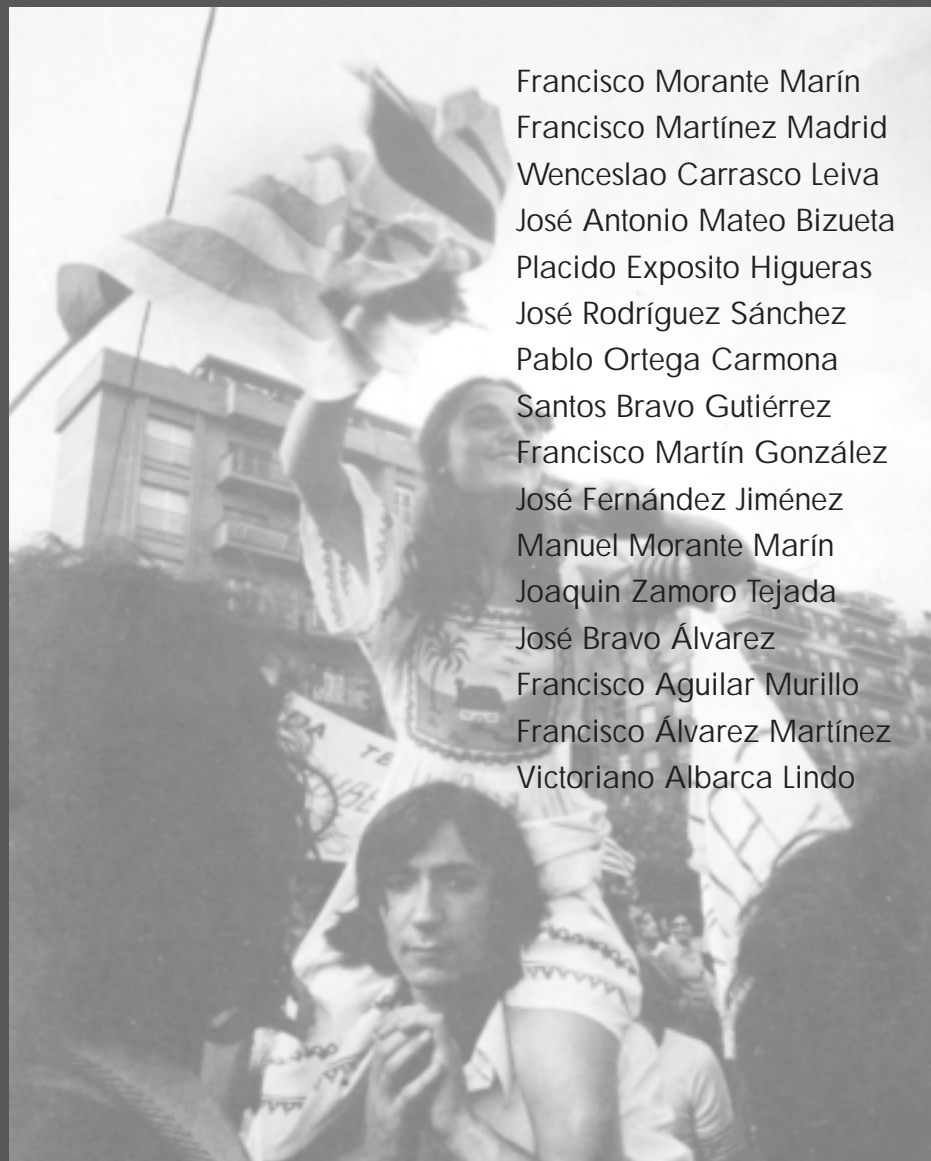 Francisco Morante Marín
Francisco Martínez Madrid
Wenceslao Carrasco Leiva
José Antonio Mateo Bizueta
Placido Exposito Higueras
José Rodríguez Sánchez
Pablo Ortega Carmona
Santos Bravo Gutiérrez
Francisco Martín González
José Fernández Jiménez
Manuel Morante Marín
Joaquin Zamoro Tejada
José Bravo Álvarez
Francisco Aguilar Murillo
Francisco Álvarez Martínez
Victoriano Albarca Lindo
DA TE